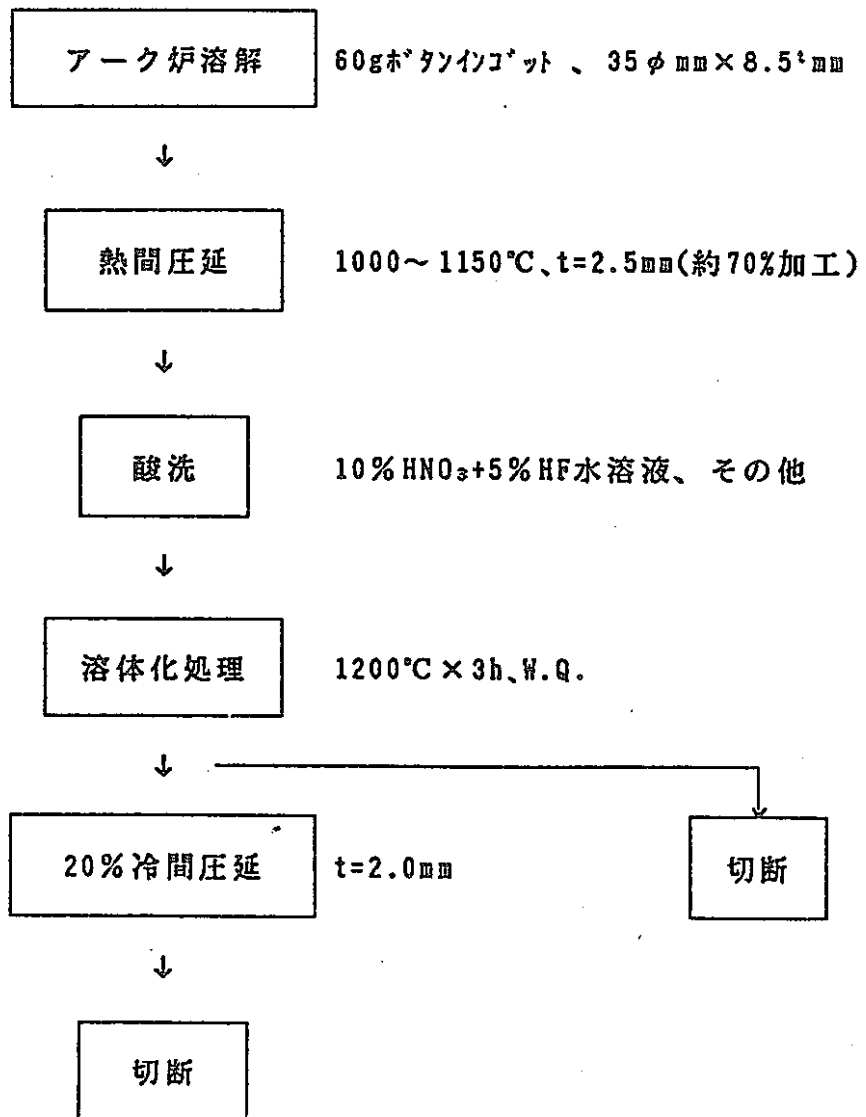 アーク炉溶解 60gﾎﾞﾀﾝｲﾝｺﾞｯﾄ 、35φmm×8.5ᵗmm
↓
熱間圧延 1000～1150℃、t=2.5mm(約70%加工)
↓
酸洗 10%HNO₃+5%HF水溶液、その他
↓
溶体化処理 1200℃×3h、W.Q.
↓
20%冷間圧延 t=2.0mm 切断
↓
切断